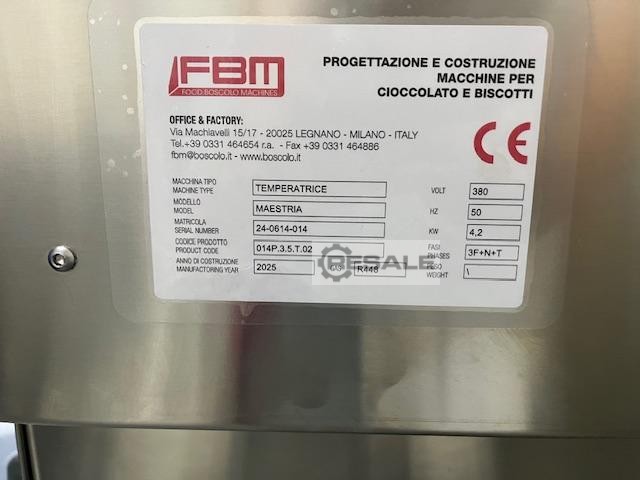 FBM
FOOD BOSCOLO MACHINES
PROGETTAZIONE E COSTRUZIONE
MACCHINE PER
CIOCCOLATO E BISCOTTI
OFFICE & FACTORY:
Via Machiavelli 15/17 - 20025 LEGNANO - MILANO - ITALY
Tel.+39 0331 464654 r.a. - Fax +39 0331 464886
fbm@boscolo.it - www.boscolo.it
CE
MACCHINA TIPO
MACHINE TYPE TEMPERATRICE VOLT 380
MODELLO
MODEL MAESTRIA HZ 50
MATRICOLA
SERIAL NUMBER 24-0614-014 KW 4,2
CODICE PRODOTTO
PRODUCT CODE 014P.3.5.T.02 FASI
PHASES 3F+N+T
ANNO DI COSTRUZIONE
MANUFACTORING YEAR 2025 GAS R448 PESO
WEIGHT \
RESALE